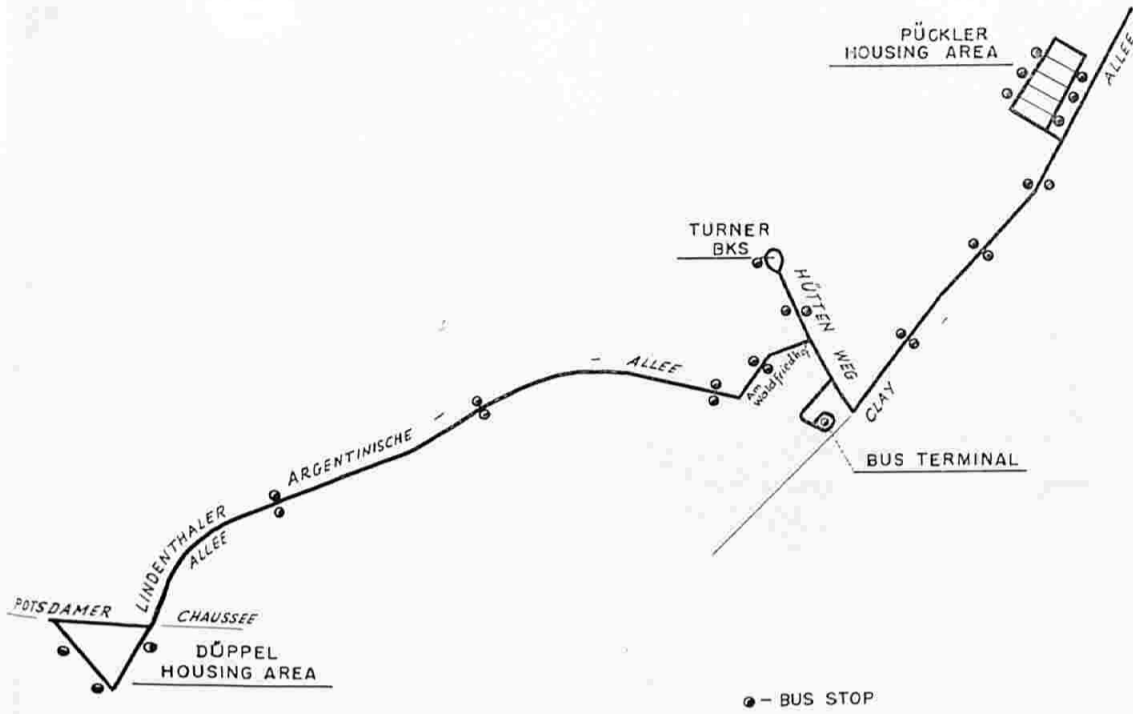 PÜCKLER
HOUSING AREA
ALLEE
TURNER
BKS
HÜTTEN WEG
ALLEE
Am
Waldfriedhof
CLAY
BUS TERMINAL
ARGENTINISCHE
LINDENTHALER
ALLEE
POTSDAMER
CHAUSSEE
DÜPPEL
HOUSING AREA
- BUS STOP